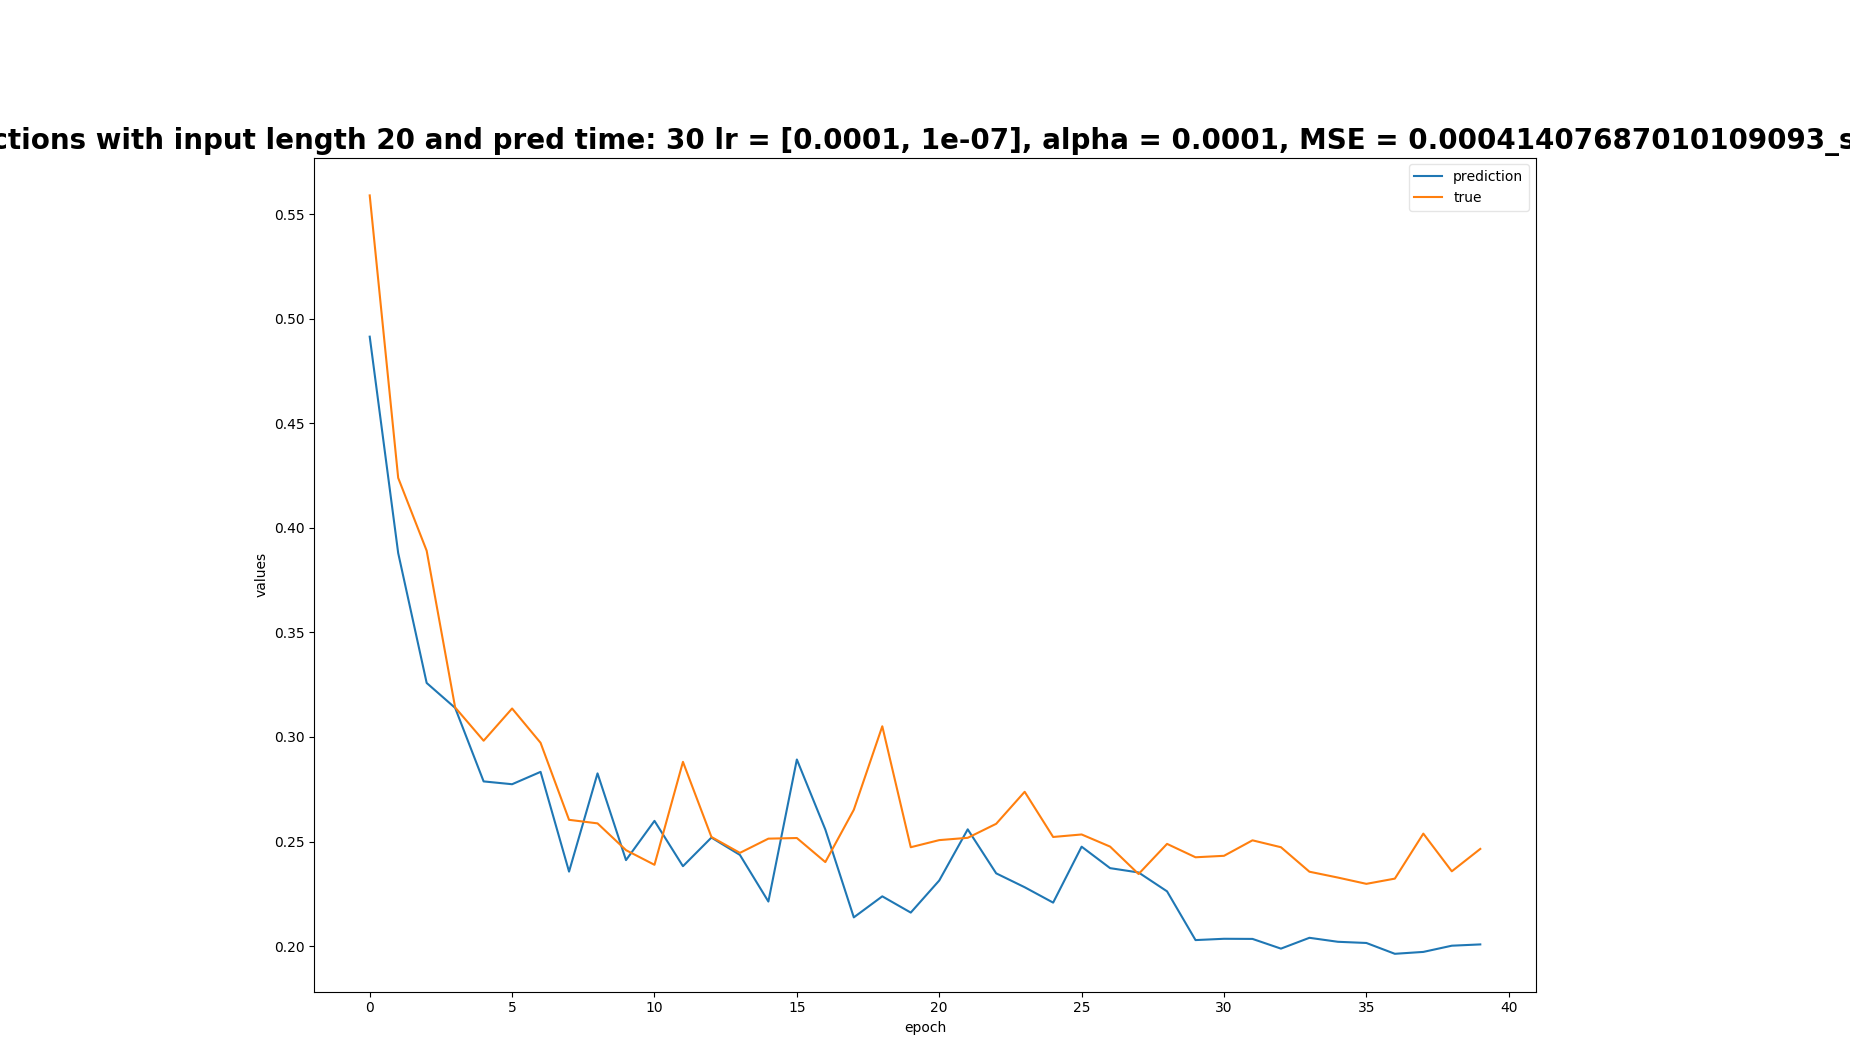 ctions with input length 20 and pred time: 30 lr = [0.0001, 1e-07], alpha = 0.0001, MSE = 0.00041407687010109093_s
prediction
true
0.55
0.50
0.45
0.40
0.35
0.30
0.25
0.20
values
0 5 10 15 20 25 30 35 40
epoch